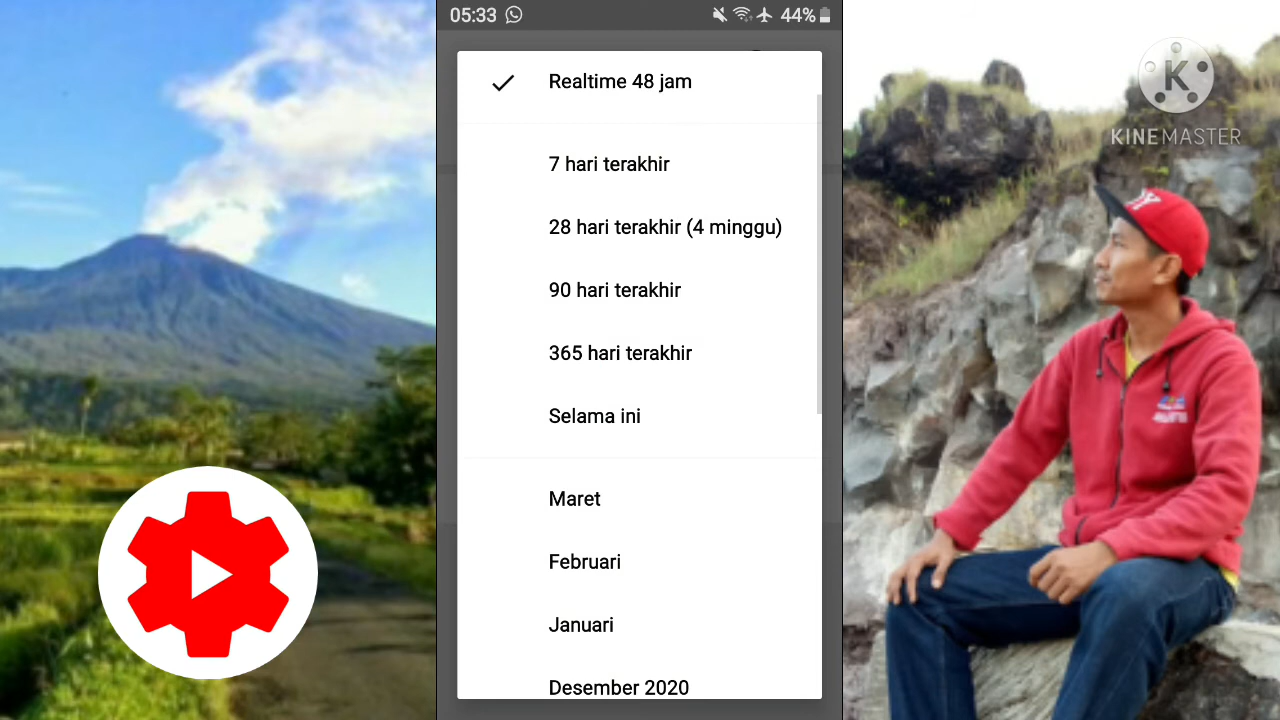 05:33
44%
Realtime 48 jam
7 hari terakhir
28 hari terakhir (4 minggu)
90 hari terakhir
365 hari terakhir
Selama ini
Maret
Februari
Januari
Desember 2020
K
KINEMASTER